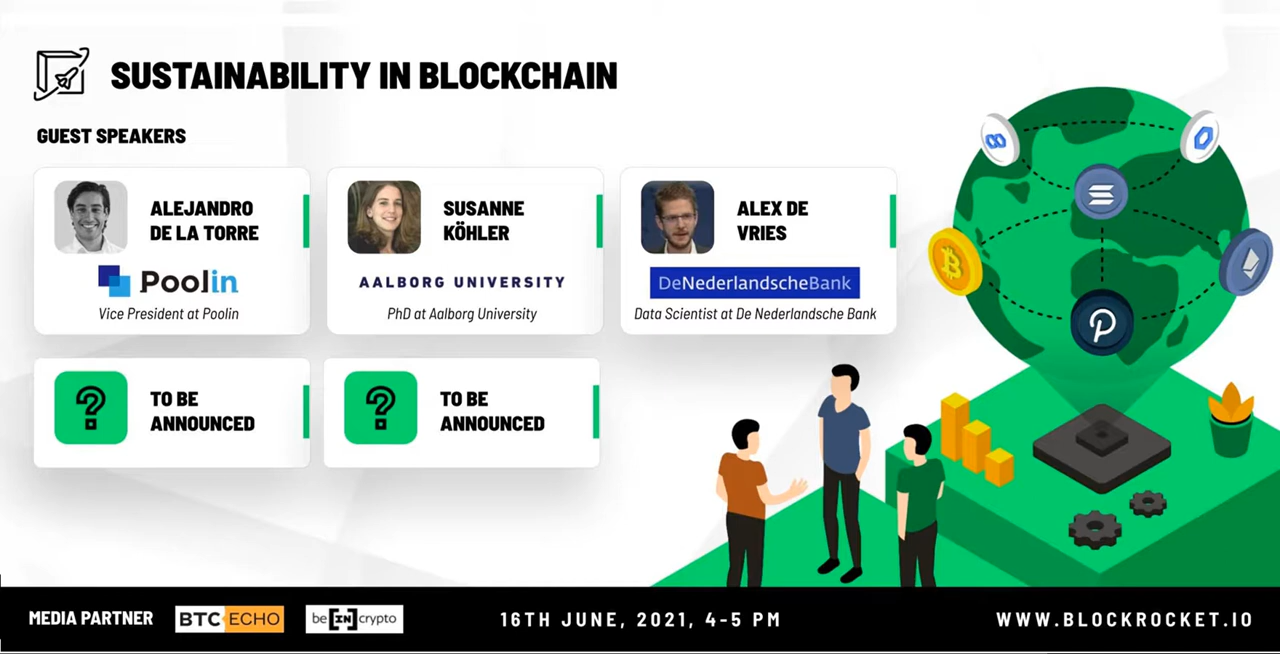 SUSTAINABILITY IN BLOCKCHAIN
GUEST SPEAKERS
ALEJANDRO
DE LA TORRE
Poolin
Vice President at Poolin
SUSANNE
KÖHLER
AALBORG UNIVERSITY
PhD at Aalborg University
ALEX DE
VRIES
DeNederlandscheBank
Data Scientist at De Nederlandsche Bank
?
TO BE
ANNOUNCED
?
TO BE
ANNOUNCED
MEDIA PARTNER
BTC ECHO
be[IN]crypto
16TH JUNE, 2021, 4-5 PM
WWW.BLOCKROCKET.IO